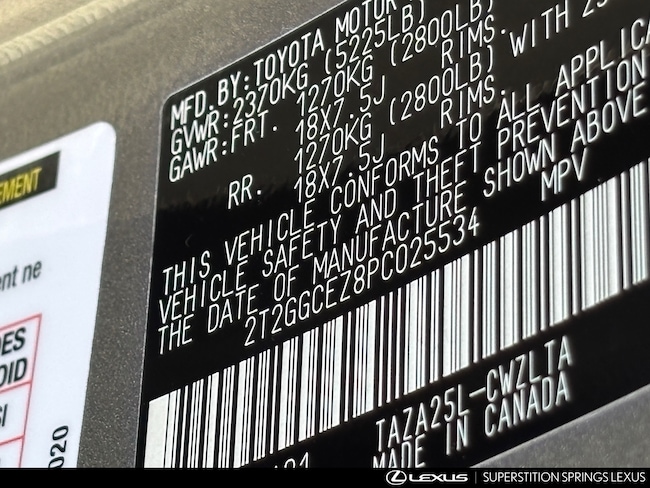 MFD.BY:TOYOTA MOTOR
GVWR:2370KG (5225LB)
GAWR:FRT. 1270KG (2800LB)
18X7.5J RIMS. WITH
RR. 1270KG (2800LB)
18X7.5J RIMS.
THIS VEHICLE CONFORMS TO ALL
VEHICLE SAFETY AND THEFT PREVENTION
THE DATE OF MANUFACTURE SHOWN ABOVE
2T2GGCEZ8PC025534 MPV
TAZA25L-CWZLTA
MADE IN CANADA
LEXUS | SUPERSTITION SPRINGS LEXUS